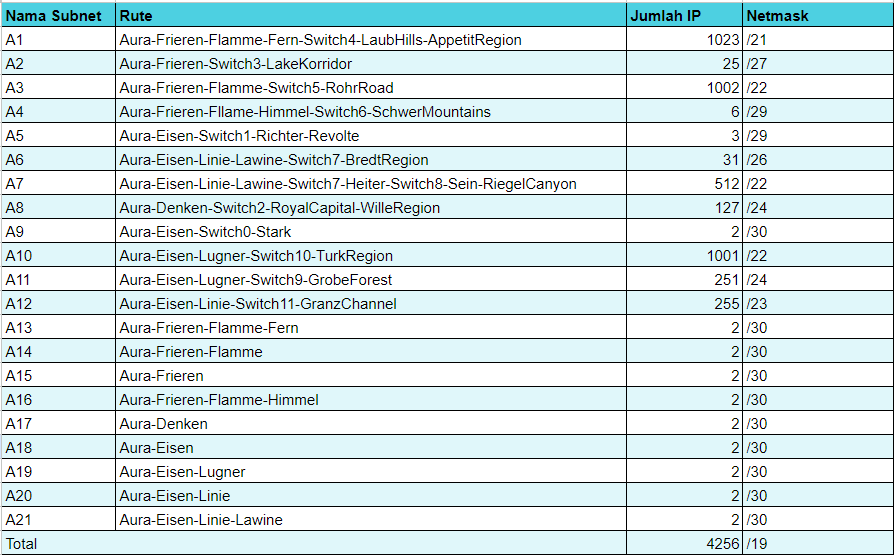 Nama Subnet Rute Jumlah IP Netmask
A1 Aura-Frieren-Flamme-Fern-Switch4-LaubHills-AppetitRegion 1023 /21
A2 Aura-Frieren-Switch3-LakeKorridor 25 /27
A3 Aura-Frieren-Flamme-Switch5-RohrRoad 1002 /22
A4 Aura-Frieren-Fllame-Himmel-Switch6-SchwerMountains 6 /29
A5 Aura-Eisen-Switch1-Richter-Revolte 3 /29
A6 Aura-Eisen-Linie-Lawine-Switch7-BredtRegion 31 /26
A7 Aura-Eisen-Linie-Lawine-Switch7-Heiter-Switch8-Sein-RiegelCanyon 512 /22
A8 Aura-Denken-Switch2-RoyalCapital-WilleRegion 127 /24
A9 Aura-Eisen-Switch0-Stark 2 /30
A10 Aura-Eisen-Lugner-Switch10-TurkRegion 1001 /22
A11 Aura-Eisen-Lugner-Switch9-GrobeForest 251 /24
A12 Aura-Eisen-Linie-Switch11-GranzChannel 255 /23
A13 Aura-Frieren-Flamme-Fern 2 /30
A14 Aura-Frieren-Flamme 2 /30
A15 Aura-Frieren 2 /30
A16 Aura-Frieren-Flamme-Himmel 2 /30
A17 Aura-Denken 2 /30
A18 Aura-Eisen 2 /30
A19 Aura-Eisen-Lugner 2 /30
A20 Aura-Eisen-Linie 2 /30
A21 Aura-Eisen-Linie-Lawine 2 /30
Total 4256 /19